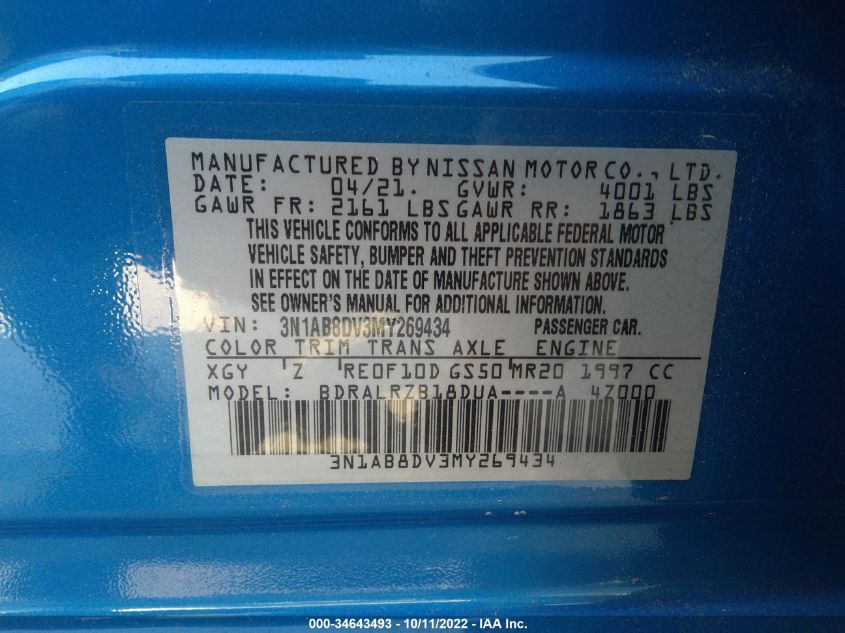 MANUFACTURED BY NISSAN MOTOR CO., LTD.
DATE: 04/21. GVWR: 4001 LBS
GAWR FR: 2161 LBS GAWR RR: 1863 LBS
THIS VEHICLE CONFORMS TO ALL APPLICABLE FEDERAL MOTOR
VEHICLE SAFETY, BUMPER AND THEFT PREVENTION STANDARDS
IN EFFECT ON THE DATE OF MANUFACTURE SHOWN ABOVE.
SEE OWNER'S MANUAL FOR ADDITIONAL INFORMATION.
VIN: 3N1AB8DV3MY269434 PASSENGER CAR.
COLOR TRIM TRANS AXLE ENGINE
XGY Z RE0F10D GS50 MR20 1997 CC
MODEL: BDRALRZB18DUA----A 4Z000
3N1AB8DV3MY269434
000-34643493 - 10/11/2022 - IAA Inc.